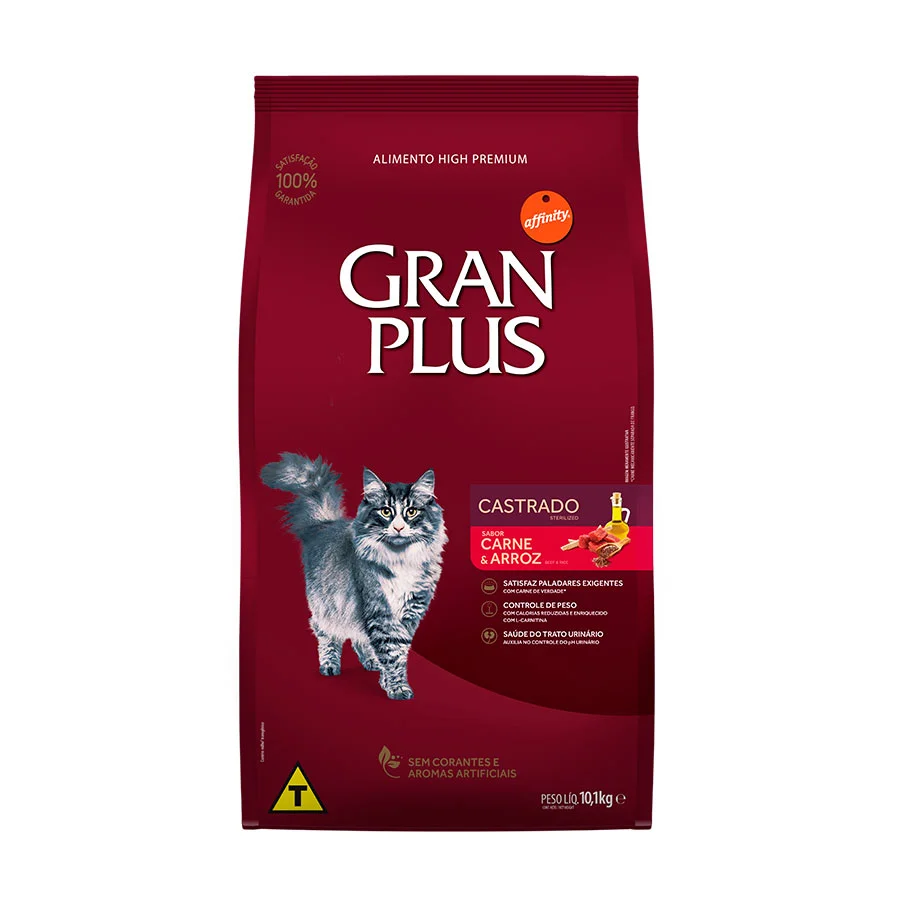 ALIMENTO HIGH PREMIUM
SATISFAÇÃO
100%
GARANTIDA
affinity
GRAN
PLUS
CASTRADO
STERILIZED
SABOR
CARNE
& ARROZ BEEF & RICE
SATISFAZ PALADARES EXIGENTES
COM CARNE DE VERDADE*
CONTROLE DE PESO
COM CALORIAS REDUZIDAS E ENRIQUECIDO
COM L-CARNITINA
SAÚDE DO TRATO URINÁRIO
AUXILIA NO CONTROLE DO pH URINÁRIO
SEM CORANTES E
AROMAS ARTIFICIAIS
T
PESO LÍQ. 10,1kg e